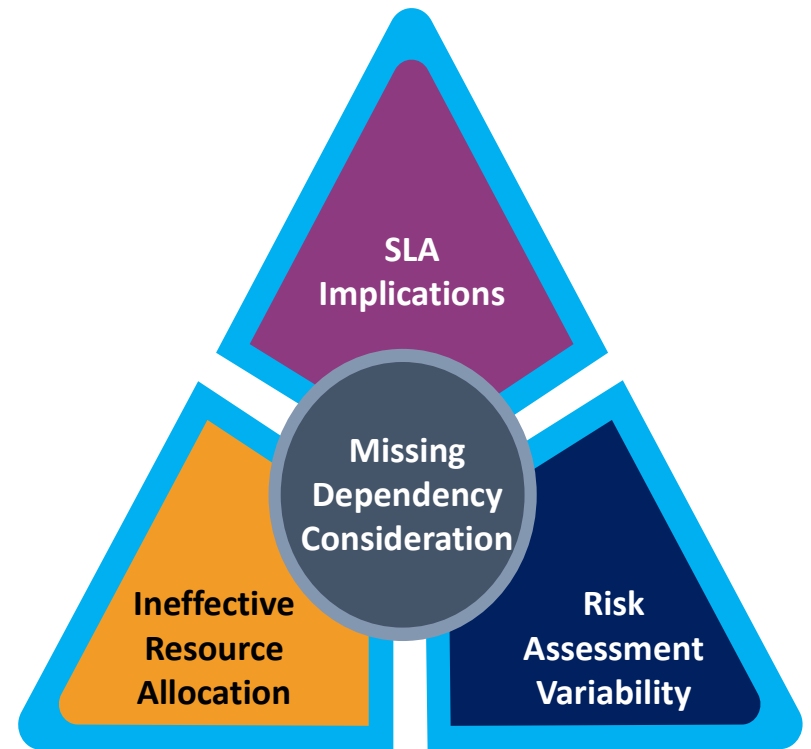 SLA
Implications
Missing
Dependency
Consideration
Ineffective
Resource
Allocation
Risk
Assessment
Variability